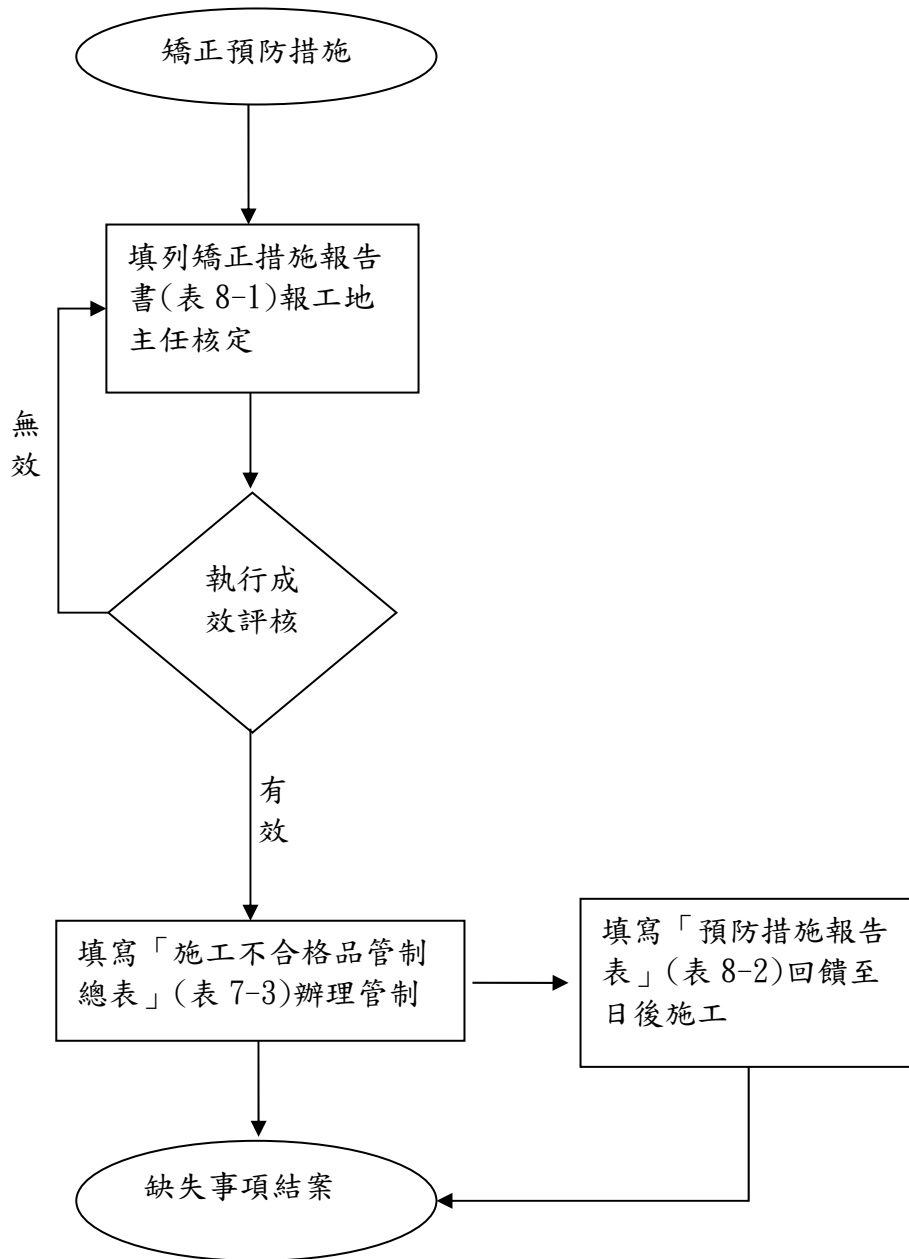 矯正預防措施
填列矯正措施報告
書(表 8-1)報工地
主任核定
無
效
執行成
效評核
有
效
填寫「施工不合格品管制
總表」(表 7-3)辦理管制
填寫「預防措施報告
表」(表 8-2)回饋至
日後施工
缺失事項結案